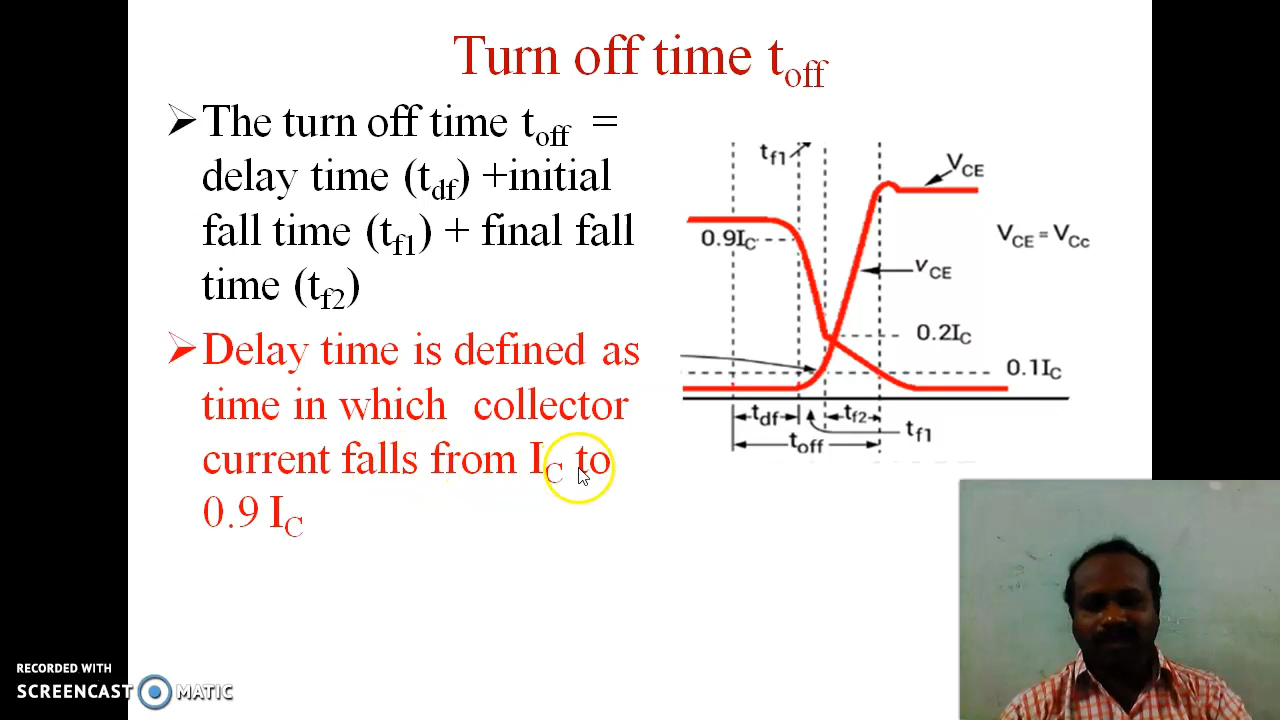 Turn off time toff
➢The turn off time toff =
delay time (tdf) +initial
fall time (tf1) + final fall
time (tf2)
➢Delay time is defined as
time in which collector
current falls from IC to
0.9 IC
tf1
VCE
0.9IC
VCE = VCc
vCE
0.2IC
0.1IC
tdf
tf2
tf1
toff
RECORDED WITH
SCREENCAST MATIC